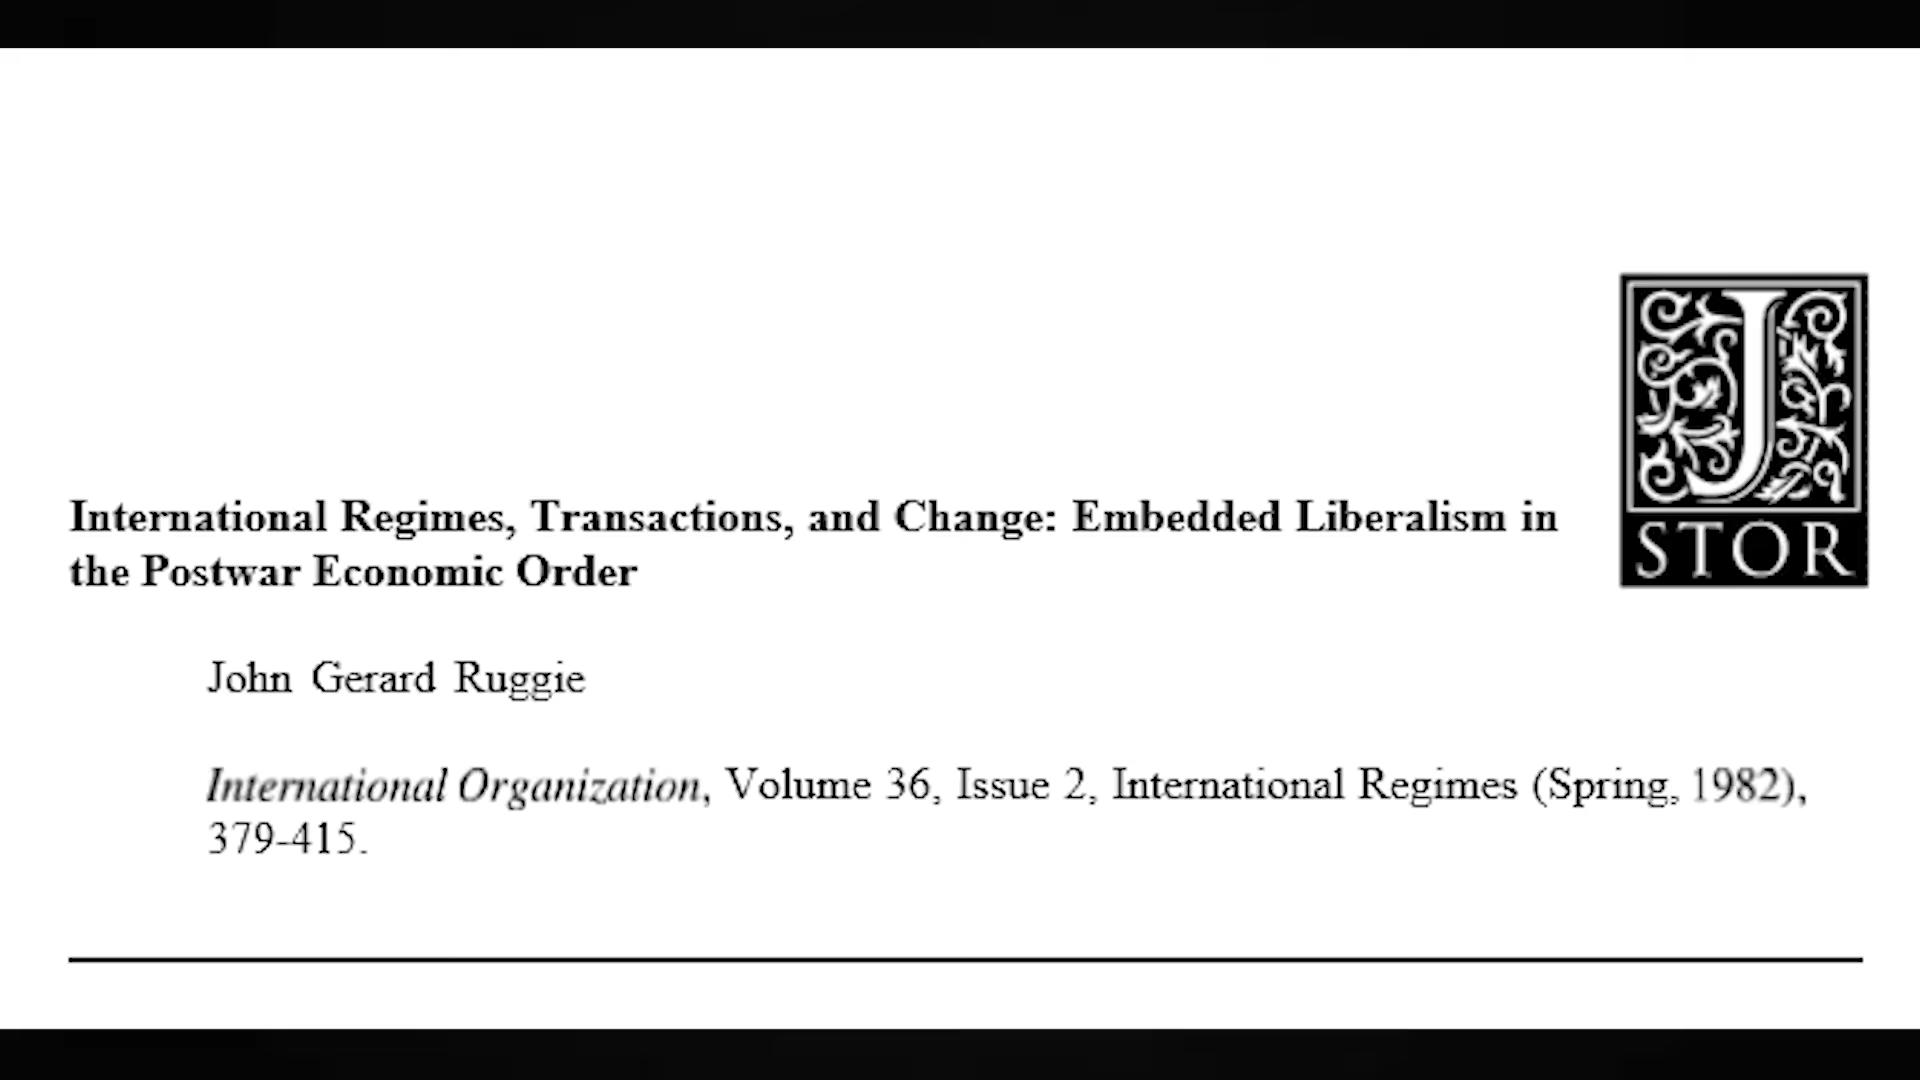 International Regimes, Transactions, and Change: Embedded Liberalism in
the Postwar Economic Order
J
STOR
John Gerard Ruggie
International Organization, Volume 36, Issue 2, International Regimes (Spring, 1982),
379-415.